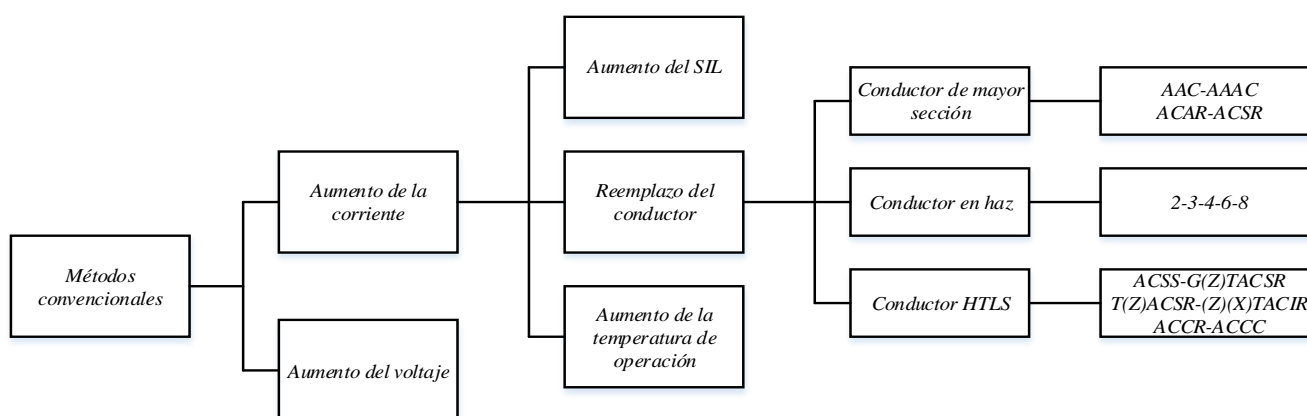 Métodos
convencionales
Aumento de la
corriente
Aumento del voltaje
Aumento del SIL
Reemplazo del
conductor
Aumento de la
temperatura de
operación
Conductor de mayor
sección
Conductor en haz
Conductor HTLS
AAC-AAAC
ACAR-ACSR
2-3-4-6-8
ACSS-G(Z)TACSR
T(Z)ACSR-(Z)(X)TACIR
ACCR-ACCC